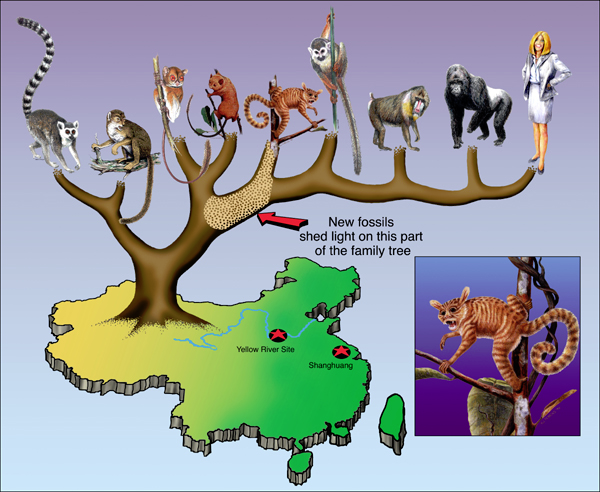 New fossils
shed light on this part
of the family tree
Yellow River Site
Shanghuang